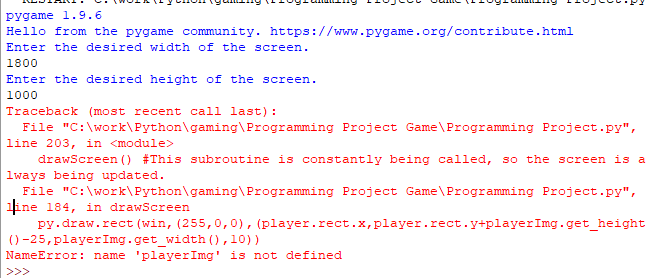 RESTART: C:\work\Python\gaming\Programming Project Game\Programming Project.py
pygame 1.9.6
Hello from the pygame community. https://www.pygame.org/contribute.html
Enter the desired width of the screen.
1800
Enter the desired height of the screen.
1000
Traceback (most recent call last):
  File "C:\work\Python\gaming\Programming Project Game\Programming Project.py",
line 203, in <module>
    drawScreen() #This subroutine is constantly being called, so the screen is a
lways being updated.
  File "C:\work\Python\gaming\Programming Project Game\Programming Project.py",
line 184, in drawScreen
    py.draw.rect(win,(255,0,0),(player.rect.x,player.rect.y+playerImg.get_height
()-25,playerImg.get_width(),10))
NameError: name 'playerImg' is not defined
>>>